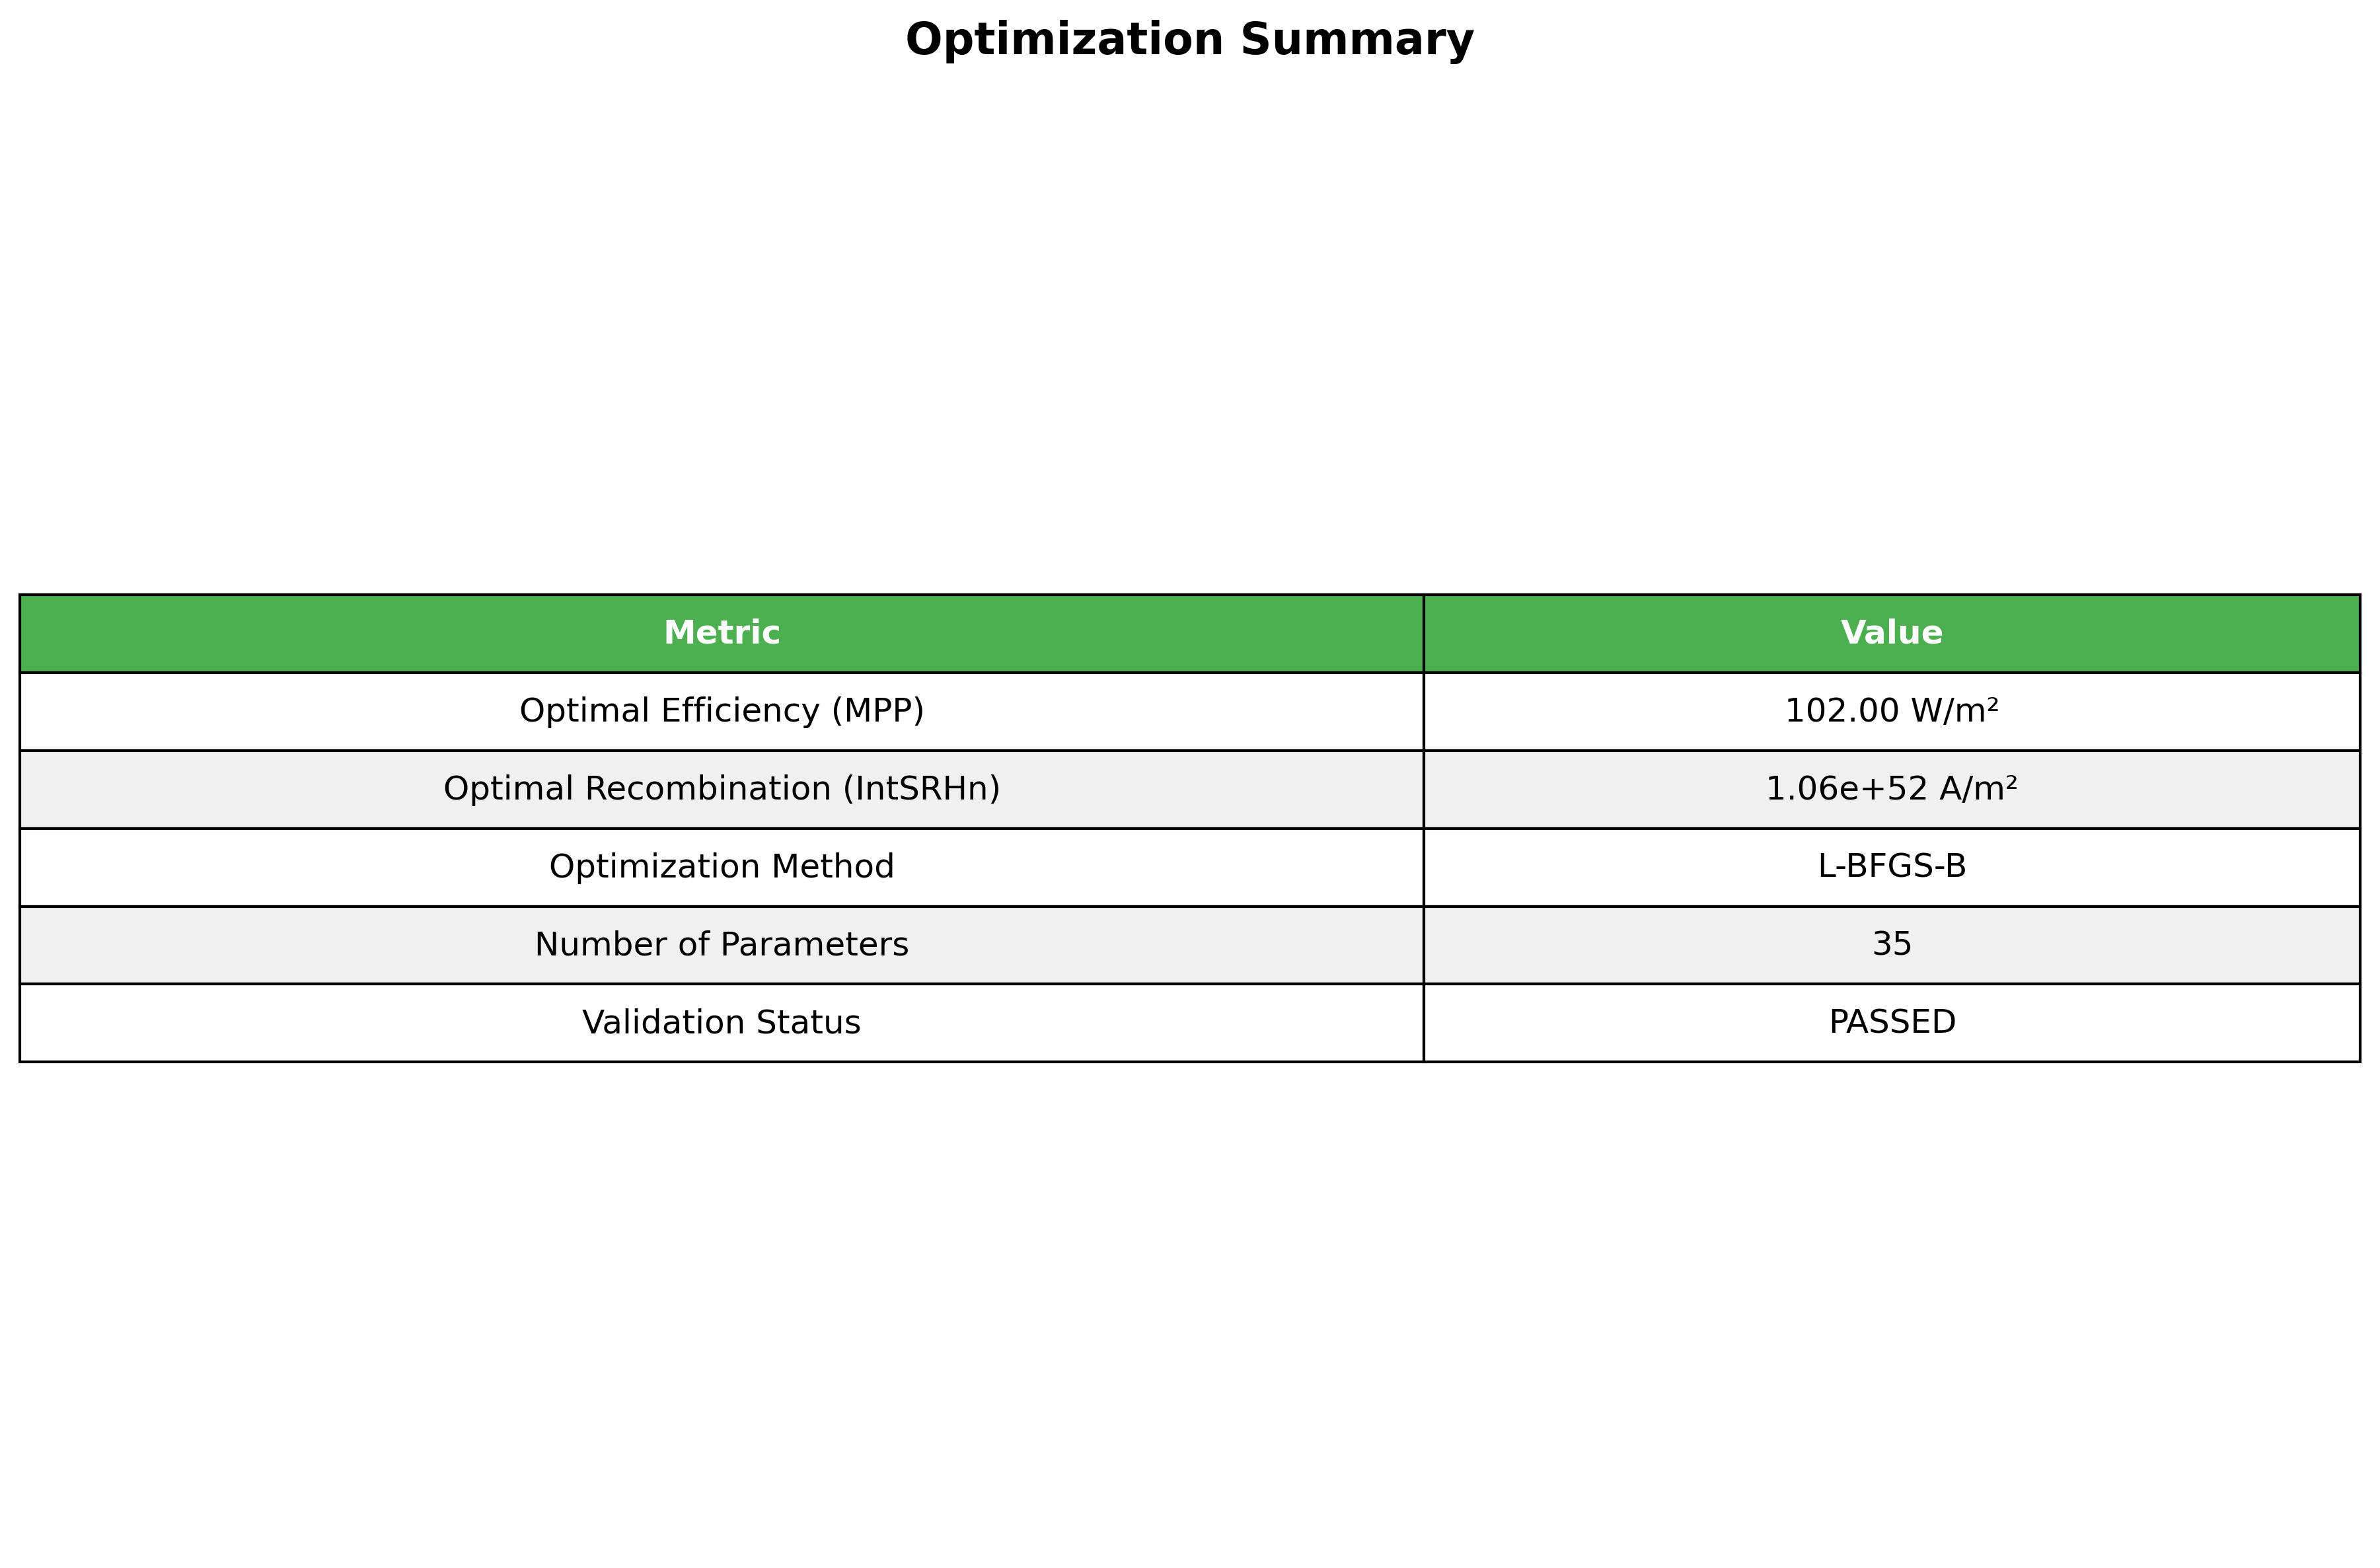 Optimization Summary
Metric Value
Optimal Efficiency (MPP) 102.00 W/m²
Optimal Recombination (IntSRHn) 1.06e+52 A/m²
Optimization Method L-BFGS-B
Number of Parameters 35
Validation Status PASSED